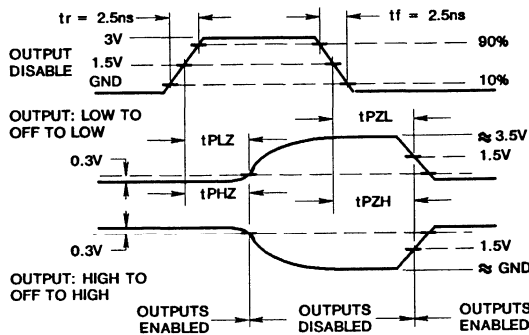 tr = 2.5ns
tf = 2.5ns
OUTPUT
DISABLE
3V
1.5V
GND
90%
10%
OUTPUT: LOW TO
OFF TO LOW
tPLZ
tPZL
≈ 3.5V
1.5V
0.3V
tPHZ
tPZH
0.3V
1.5V
≈ GND
OUTPUT: HIGH TO
OFF TO HIGH
OUTPUTS
ENABLED
OUTPUTS
DISABLED
OUTPUTS
ENABLED